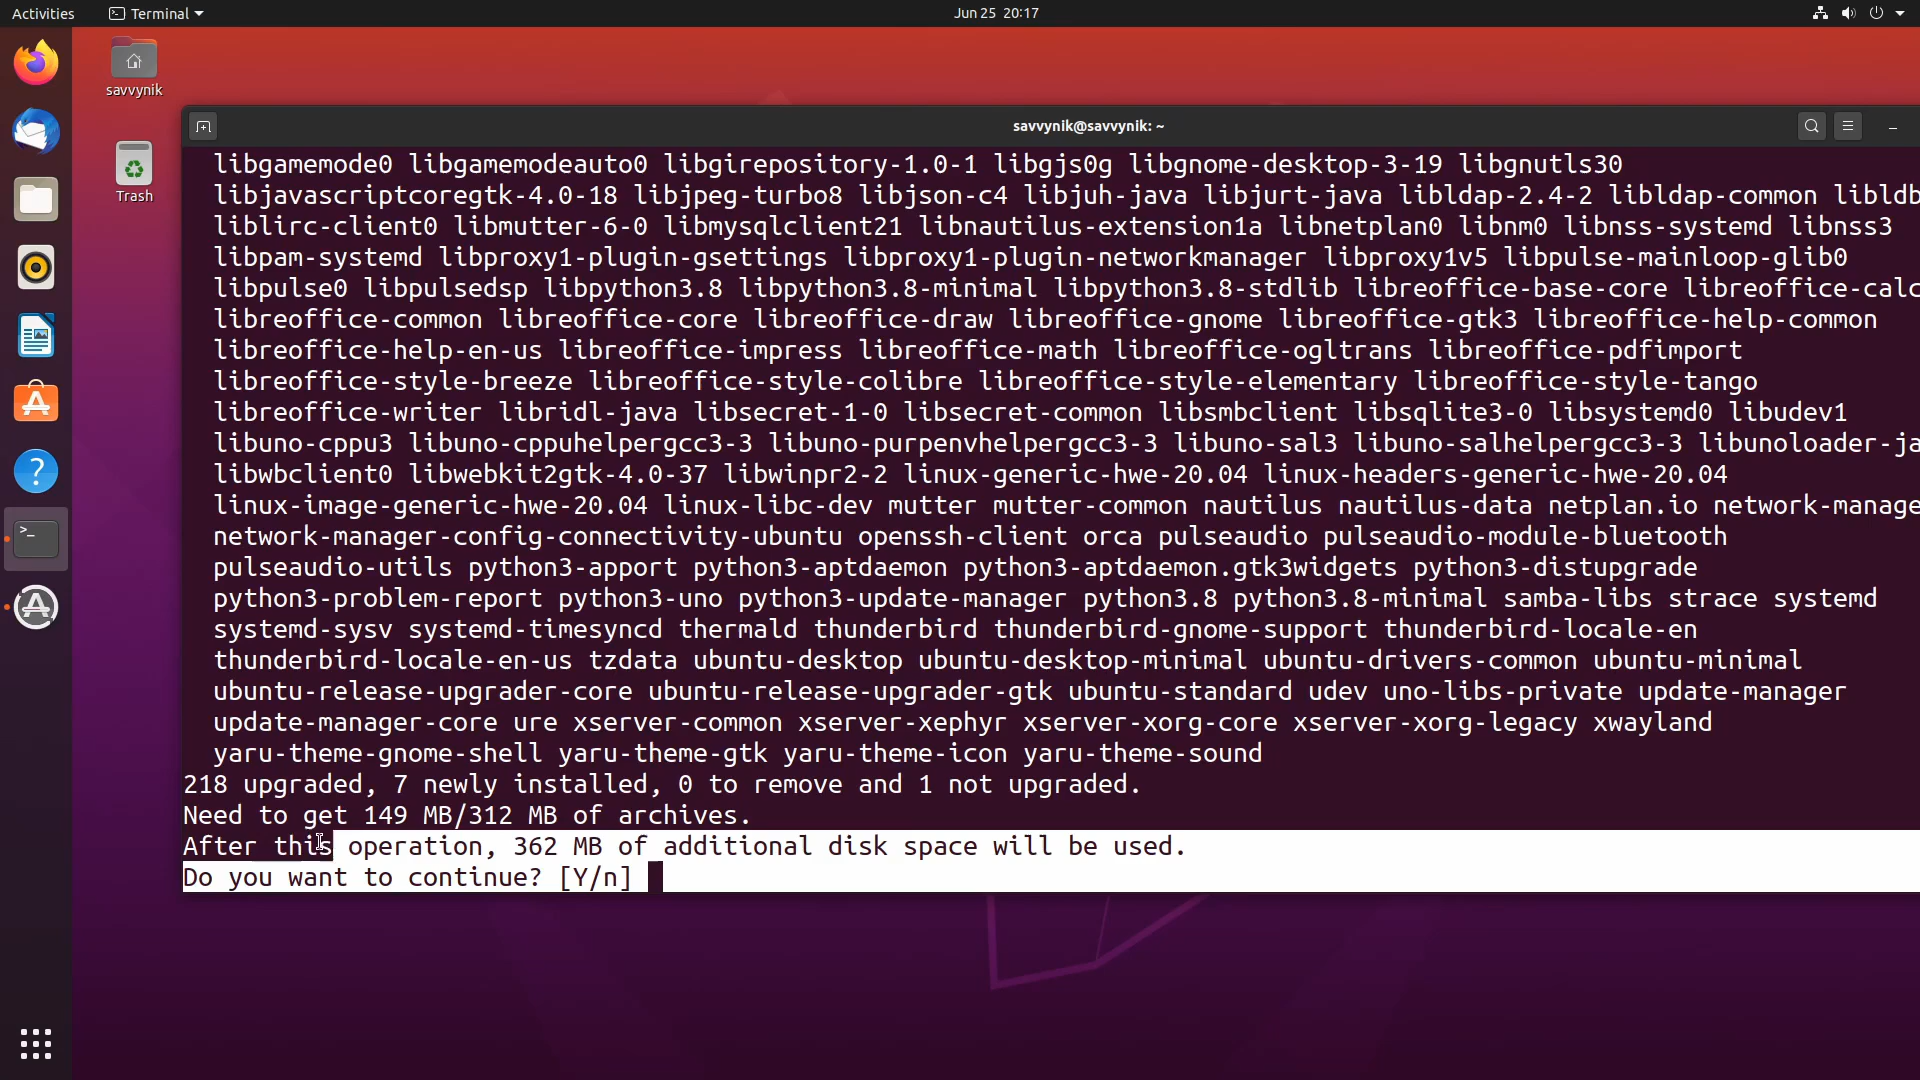 Activities Terminal Jun 25 20:17
savvynik
Trash
savvynik@savvynik: ~
libgamemode0 libgamemodeauto0 libgirepository-1.0-1 libgjs0g libgnome-desktop-3-19 libgnutls30
libjavascriptcoregtk-4.0-18 libjpeg-turbo8 libjson-c4 libjuh-java libjurt-java libldap-2.4-2 libldap-common libldb
liblirc-client0 libmutter-6-0 libmysqlclient21 libnautilus-extension1a libnetplan0 libnm0 libnss-systemd libnss3
libpam-systemd libproxy1-plugin-gsettings libproxy1-plugin-networkmanager libproxy1v5 libpulse-mainloop-glib0
libpulse0 libpulsedsp libpython3.8 libpython3.8-minimal libpython3.8-stdlib libreoffice-base-core libreoffice-calc
libreoffice-common libreoffice-core libreoffice-draw libreoffice-gnome libreoffice-gtk3 libreoffice-help-common
libreoffice-help-en-us libreoffice-impress libreoffice-math libreoffice-ogltrans libreoffice-pdfimport
libreoffice-style-breeze libreoffice-style-colibre libreoffice-style-elementary libreoffice-style-tango
libreoffice-writer libridl-java libsecret-1-0 libsecret-common libsmbclient libsqlite3-0 libsystemd0 libudev1
libuno-cppu3 libuno-cppuhelpergcc3-3 libuno-purpenvhelpergcc3-3 libuno-sal3 libuno-salhelpergcc3-3 libunoloader-ja
libwbclient0 libwebkit2gtk-4.0-37 libwinpr2-2 linux-generic-hwe-20.04 linux-headers-generic-hwe-20.04
linux-image-generic-hwe-20.04 linux-libc-dev mutter mutter-common nautilus nautilus-data netplan.io network-manage
network-manager-config-connectivity-ubuntu openssh-client orca pulseaudio pulseaudio-module-bluetooth
pulseaudio-utils python3-apport python3-aptdaemon python3-aptdaemon.gtk3widgets python3-distupgrade
python3-problem-report python3-uno python3-update-manager python3.8 python3.8-minimal samba-libs strace systemd
systemd-sysv systemd-timesyncd thermald thunderbird thunderbird-gnome-support thunderbird-locale-en
thunderbird-locale-en-us tzdata ubuntu-desktop ubuntu-desktop-minimal ubuntu-drivers-common ubuntu-minimal
ubuntu-release-upgrader-core ubuntu-release-upgrader-gtk ubuntu-standard udev uno-libs-private update-manager
update-manager-core ure xserver-common xserver-xephyr xserver-xorg-core xserver-xorg-legacy xwayland
yaru-theme-gnome-shell yaru-theme-gtk yaru-theme-icon yaru-theme-sound
218 upgraded, 7 newly installed, 0 to remove and 1 not upgraded.
Need to get 149 MB/312 MB of archives.
After this operation, 362 MB of additional disk space will be used.
Do you want to continue? [Y/n]